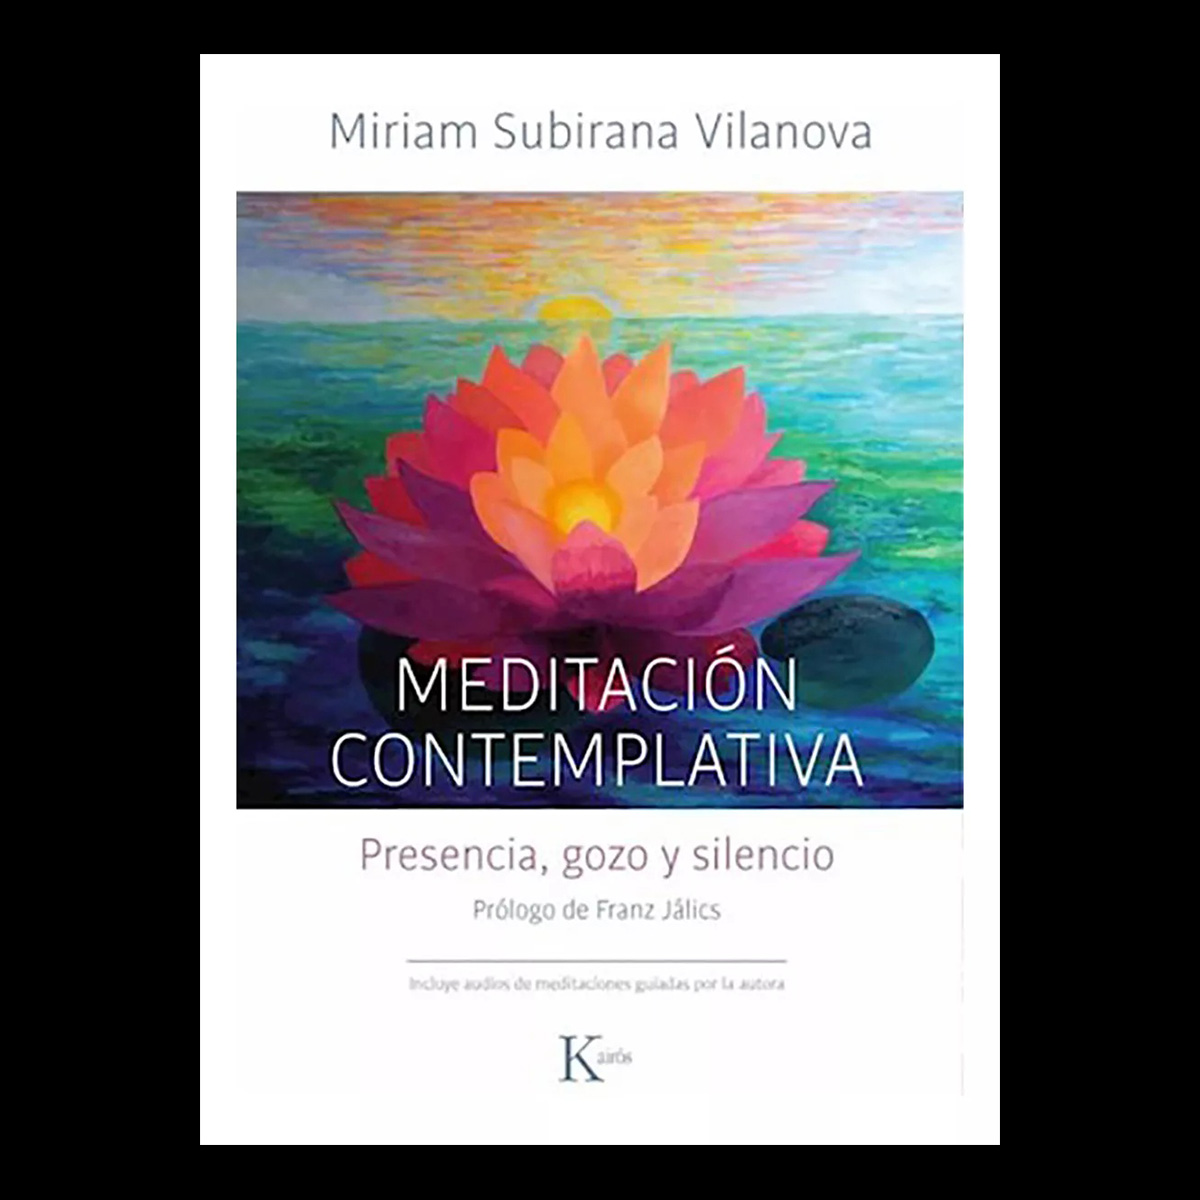 Miriam Subirana Vilanova
MEDITACIÓN
CONTEMPLATIVA
Presencia, gozo y silencio
Prólogo de Franz Jálics
Incluye audios de meditaciones guiadas por la autora
Kairós